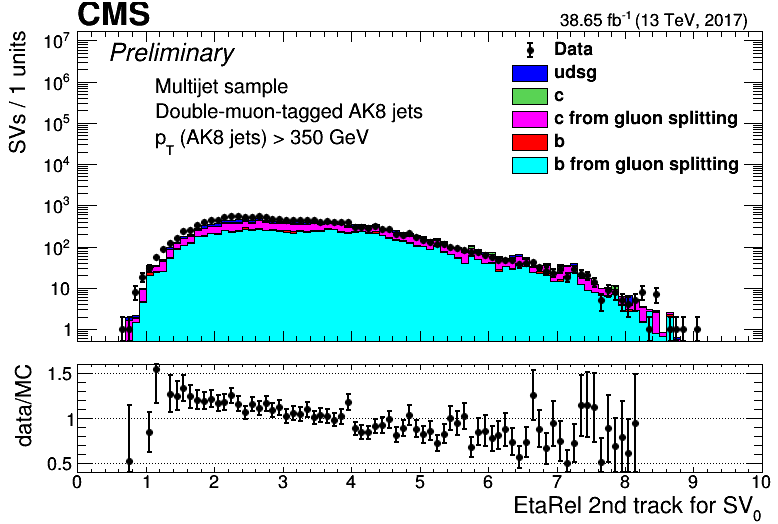 CMS
38.65 fb⁻¹ (13 TeV, 2017)
Preliminary
Multijet sample
Double-muon-tagged AK8 jets
p_T (AK8 jets) > 350 GeV
Data
udsg
c
c from gluon splitting
b
b from gluon splitting
SVs / 1 units
10⁷
10⁶
10⁵
10⁴
10³
10²
10
1
data/MC
1.5
1
0.5
0 1 2 3 4 5 6 7 8 9 10
EtaRel 2nd track for SV₀